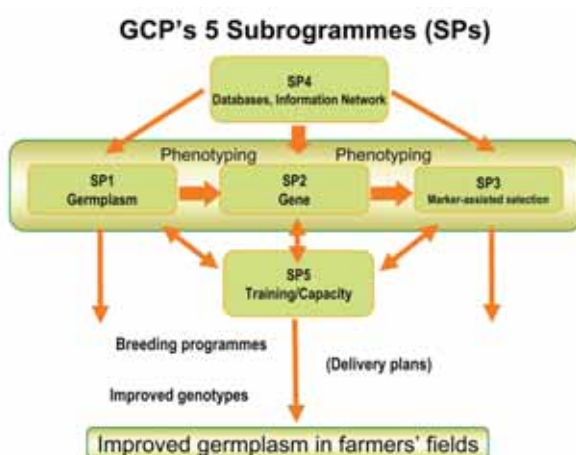 GCP's 5 Subrogrammes (SPs)
SP4
Databases, Information Network
Phenotyping Phenotyping
SP1
Germplasm
SP2
Gene
SP3
Marker-assisted selection
SP5
Training/Capacity
Breeding programmes
(Delivery plans)
Improved genotypes
Improved germplasm in farmers' fields